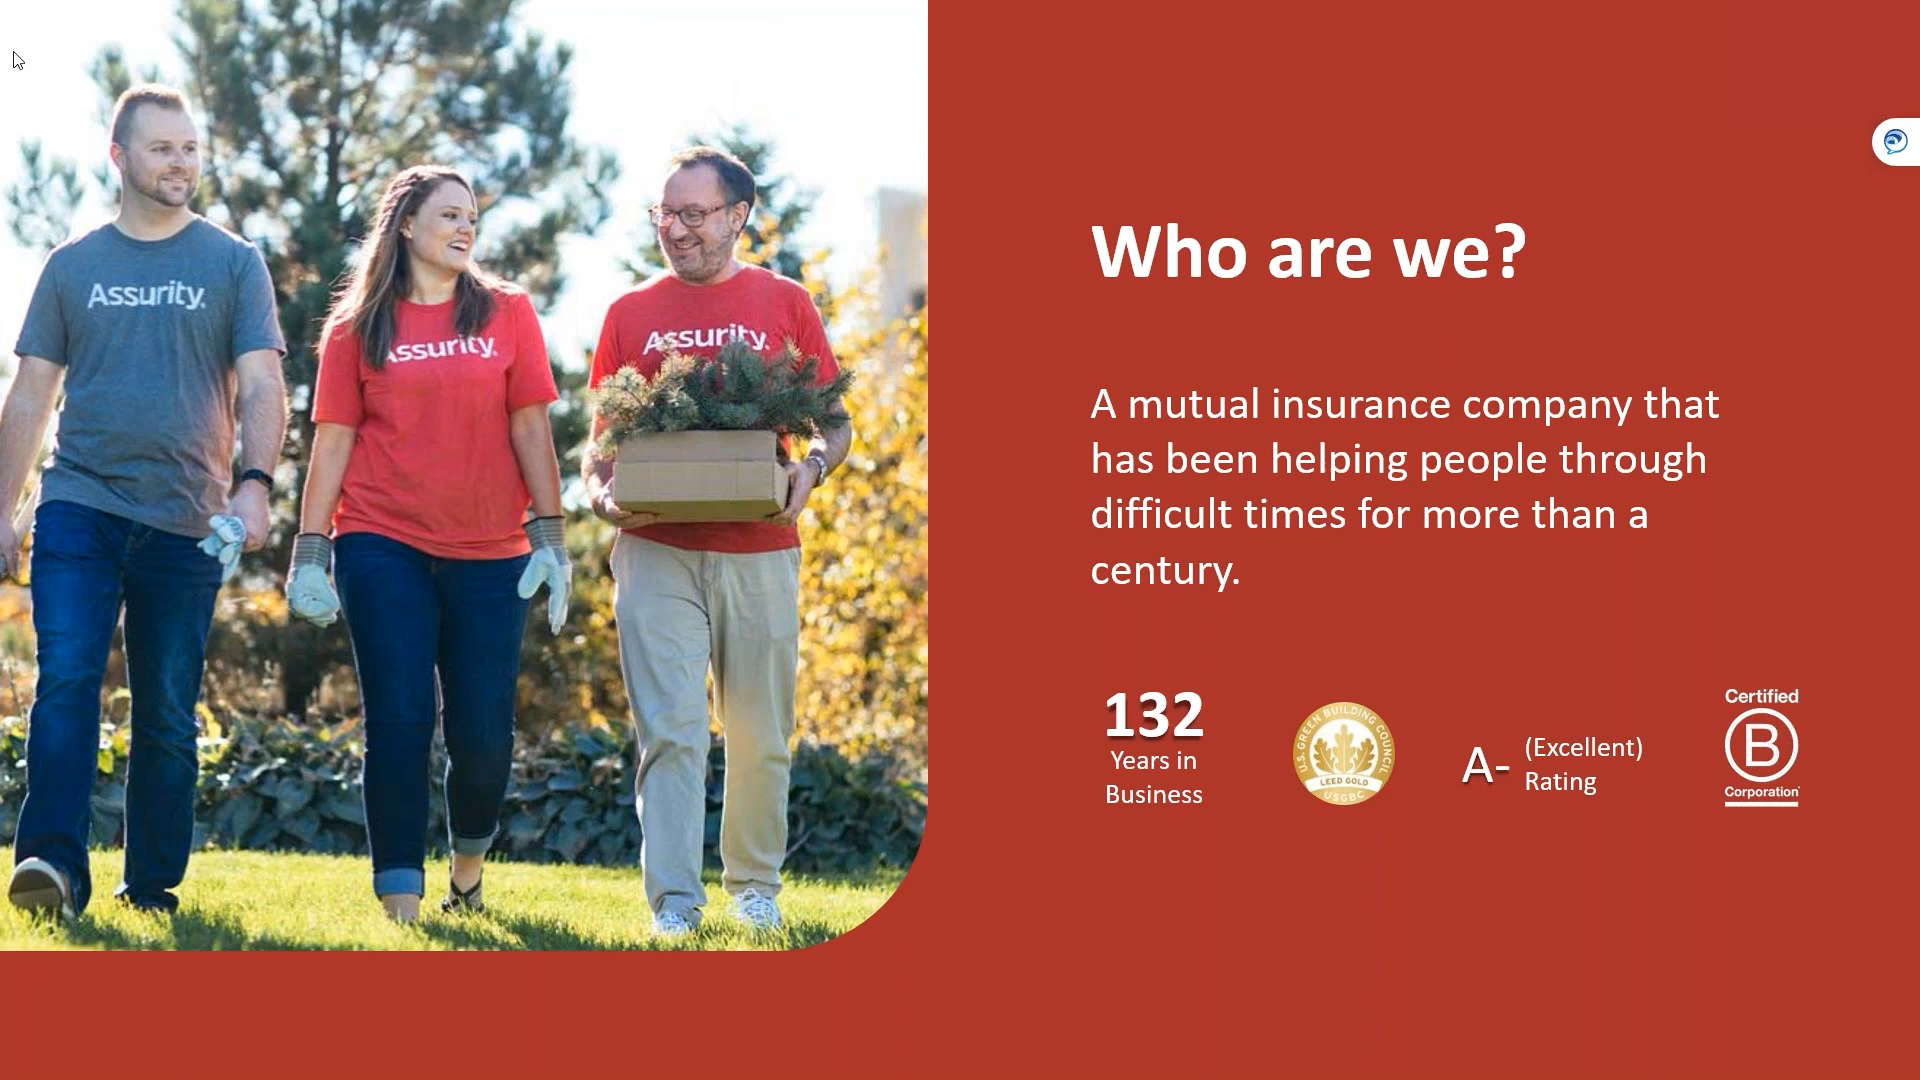 Assurity
Assurity
Assurity
Who are we?
A mutual insurance company that
has been helping people through
difficult times for more than a
century.
132
Years in
Business
U.S. GREEN BUILDING COUNCIL
LEED GOLD
USGBC
A-
(Excellent)
Rating
Certified
B
Corporation